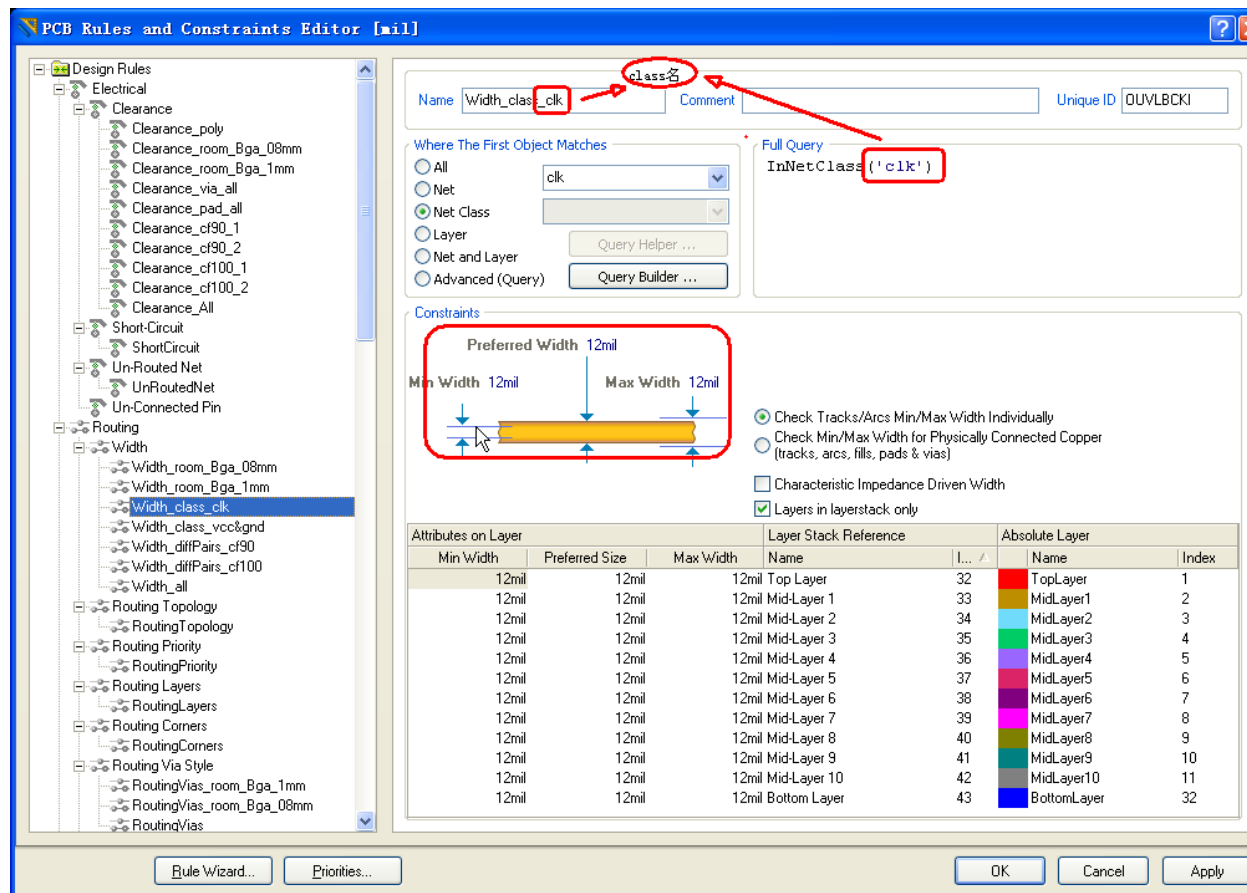 PCB Rules and Constraints Editor [mil]
Design Rules
Electrical
Clearance
Clearance_poly
Clearance_room_Bga_08mm
Clearance_room_Bga_1mm
Clearance_via_all
Clearance_pad_all
Clearance_cf90_1
Clearance_cf90_2
Clearance_cf100_1
Clearance_cf100_2
Clearance_All
Short-Circuit
ShortCircuit
Un-Routed Net
UnRoutedNet
Un-Connected Pin
Routing
Width
Width_room_Bga_08mm
Width_room_Bga_1mm
Width_class_clk
Width_class_vcc&gnd
Width_diffPairs_cf90
Width_diffPairs_cf100
Width_all
Routing Topology
RoutingTopology
Routing Priority
RoutingPriority
Routing Layers
RoutingLayers
Routing Corners
RoutingCorners
Routing Via Style
RoutingVias_room_Bga_1mm
RoutingVias_room_Bga_08mm
RoutingVias
class名
Name Width_class_clk Comment Unique ID OUVLBCKI
Where The First Object Matches
All
Net
Net Class
Layer
Net and Layer
Advanced (Query)
clk
Query Helper ...
Query Builder ...
Full Query
InNetClass('clk')
Constraints
Preferred Width 12mil
Min Width 12mil Max Width 12mil
Check Tracks/Arcs Min/Max Width Individually
Check Min/Max Width for Physically Connected Copper
(tracks, arcs, fills, pads & vias)
Characteristic Impedance Driven Width
Layers in layerstack only
Attributes on Layer Layer Stack Reference Absolute Layer
Min Width Preferred Size Max Width Name I... Name Index
12mil 12mil 12mil Top Layer 32 TopLayer 1
12mil 12mil 12mil Mid-Layer 1 33 MidLayer1 2
12mil 12mil 12mil Mid-Layer 2 34 MidLayer2 3
12mil 12mil 12mil Mid-Layer 3 35 MidLayer3 4
12mil 12mil 12mil Mid-Layer 4 36 MidLayer4 5
12mil 12mil 12mil Mid-Layer 5 37 MidLayer5 6
12mil 12mil 12mil Mid-Layer 6 38 MidLayer6 7
12mil 12mil 12mil Mid-Layer 7 39 MidLayer7 8
12mil 12mil 12mil Mid-Layer 8 40 MidLayer8 9
12mil 12mil 12mil Mid-Layer 9 41 MidLayer9 10
12mil 12mil 12mil Mid-Layer 10 42 MidLayer10 11
12mil 12mil 12mil Bottom Layer 43 BottomLayer 32
Rule Wizard... Priorities... OK Cancel Apply